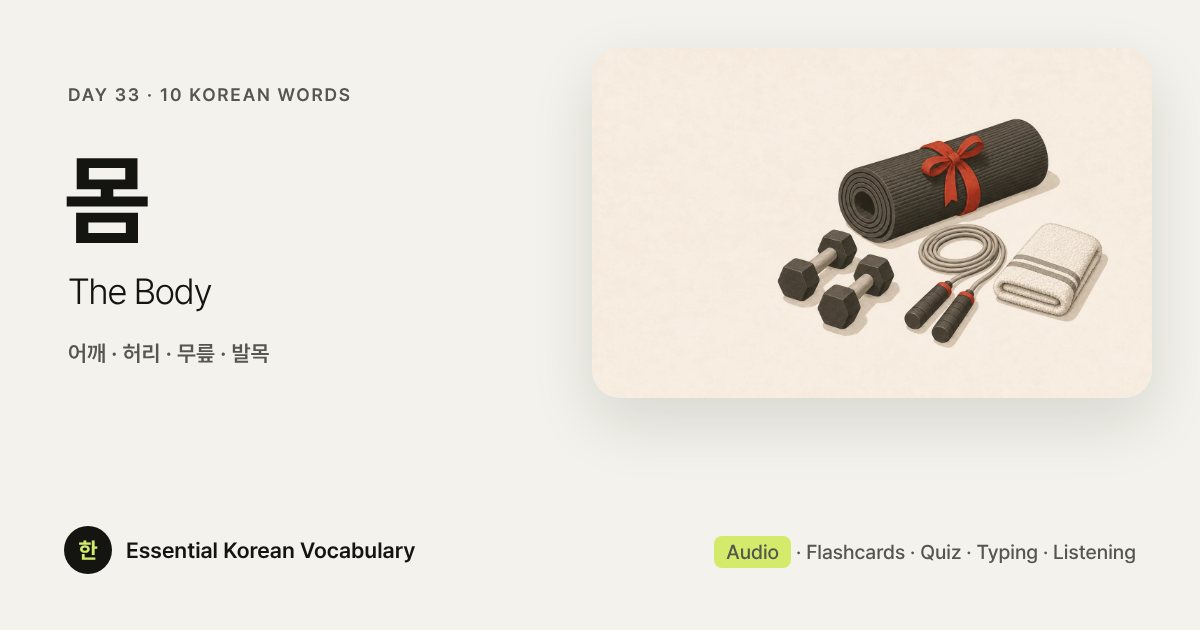 DAY 33 · 10 KOREAN WORDS
몸
The Body
어깨 · 허리 · 무릎 · 발목
한
Essential Korean Vocabulary
Audio · Flashcards · Quiz · Typing · Listening